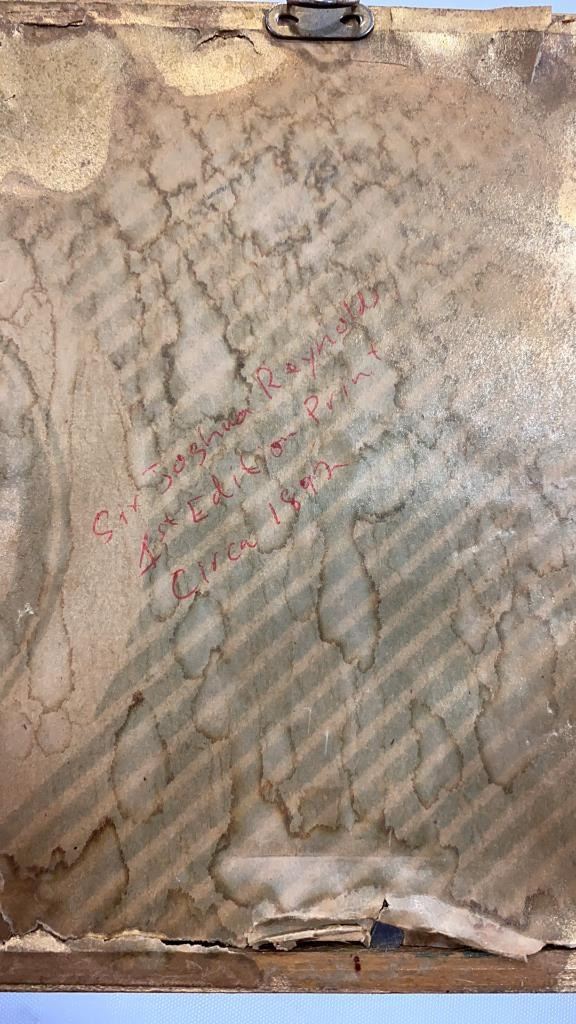 Sir Joshua Reynolds
1st Edition Print
Circa 1892